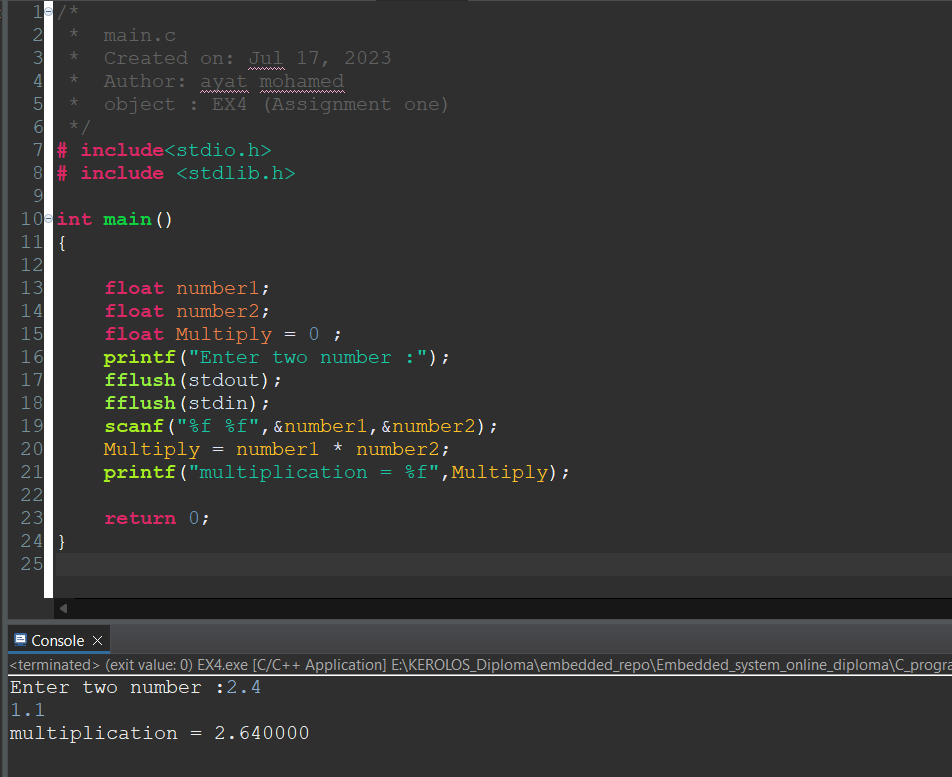 1 /*
2  *  main.c
3  *  Created on: Jul 17, 2023
4  *  Author: ayat mohamed
5  *  object : EX4 (Assignment one)
6  */
7 # include<stdio.h>
8 # include <stdlib.h>
9
10 int main()
11 {
12
13     float number1;
14     float number2;
15     float Multiply = 0 ;
16     printf("Enter two number :");
17     fflush(stdout);
18     fflush(stdin);
19     scanf("%f %f",&number1,&number2);
20     Multiply = number1 * number2;
21     printf("multiplication = %f",Multiply);
22
23     return 0;
24 }
25
Console
<terminated> (exit value: 0) EX4.exe [C/C++ Application] E:\KEROLOS_Diploma\embedded_repo\Embedded_system_online_diploma\C_progra
Enter two number :2.4
1.1
multiplication = 2.640000